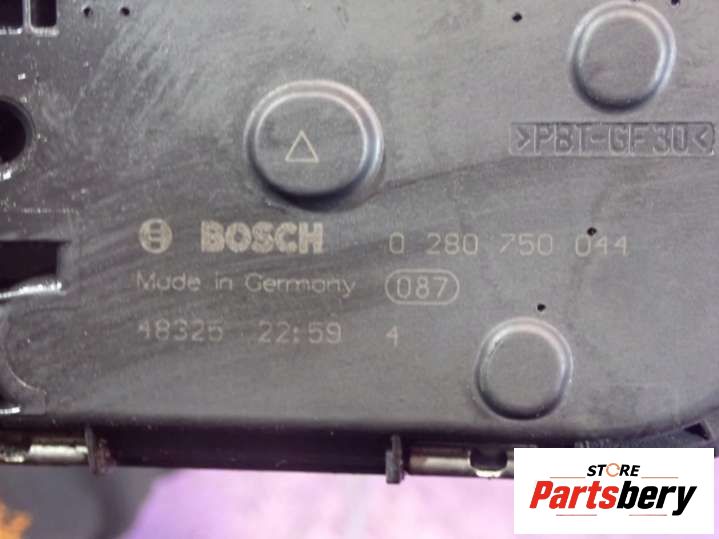 >PBT-GF30<
BOSCH 0 280 750 044
Made in Germany 087
48325 22:59 4
STORE
Partsbery